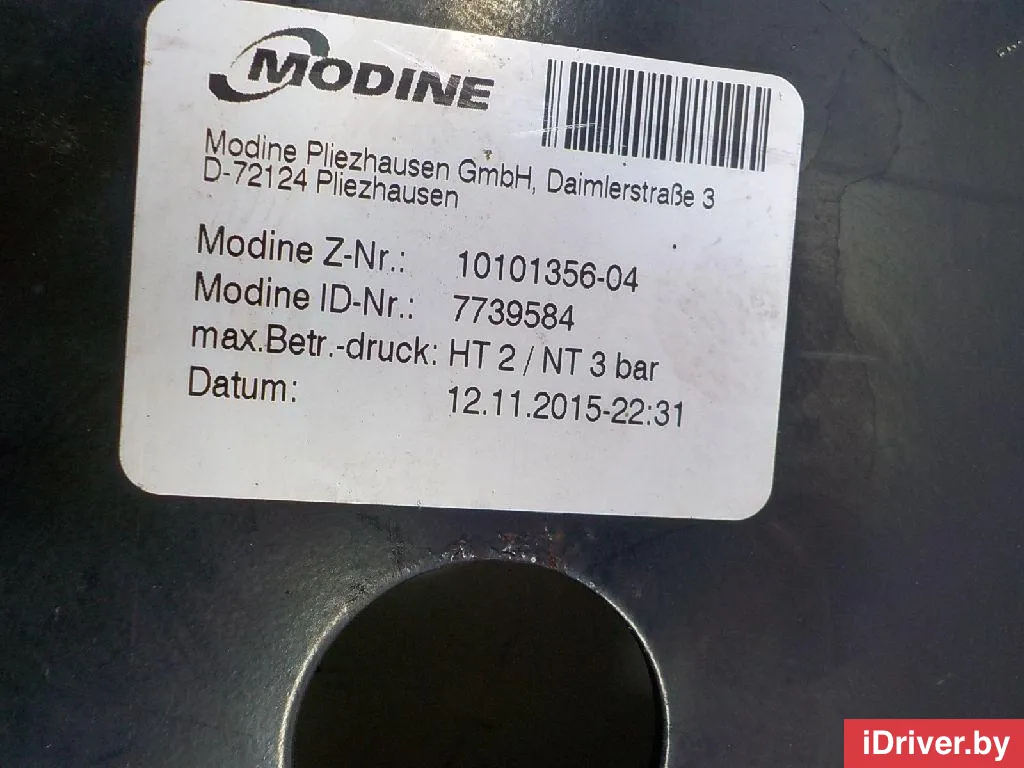 MODINE
Modine Pliezhausen GmbH, Daimlerstraße 3
D-72124 Pliezhausen
Modine Z-Nr.: 10101356-04
Modine ID-Nr.: 7739584
max.Betr.-druck: HT 2 / NT 3 bar
Datum: 12.11.2015-22:31
iDriver.by